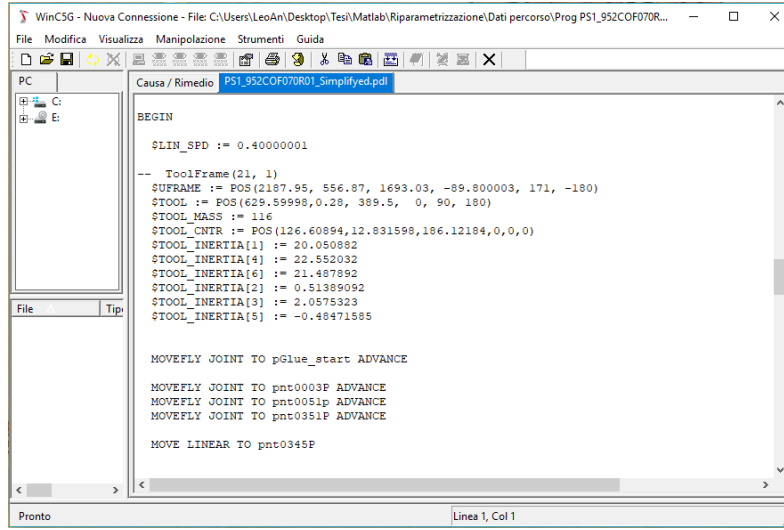 WinC5G - Nuova Connessione - File: C:\Users\LeoAn\Desktop\Tesi\Matlab\Riparametrizzazione\Dati percorso\Prog PS1_952COF070R...
File Modifica Visualizza Manipolazione Strumenti Guida
PC
Causa / Rimedio PS1_952COF070R01_Simplifyed.pdl
C:
E:
BEGIN
$LIN_SPD := 0.40000001
-- ToolFrame(21, 1)
$UFRAME := POS(2187.95, 556.87, 1693.03, -89.800003, 171, -180)
$TOOL := POS(629.59998,0.28, 389.5, 0, 90, 180)
$TOOL_MASS := 116
$TOOL_CNTR := POS(126.60894,12.831598,186.12184,0,0,0)
$TOOL_INERTIA[1] := 20.050882
$TOOL_INERTIA[4] := 22.552032
$TOOL_INERTIA[6] := 21.487892
$TOOL_INERTIA[2] := 0.51389092
$TOOL_INERTIA[3] := 2.0575323
$TOOL_INERTIA[5] := -0.48471585
File Tipo
MOVEFLY JOINT TO pGlue_start ADVANCE
MOVEFLY JOINT TO pnt0003P ADVANCE
MOVEFLY JOINT TO pnt0051p ADVANCE
MOVEFLY JOINT TO pnt0351P ADVANCE
MOVE LINEAR TO pnt0345P
Pronto
Linea 1, Col 1